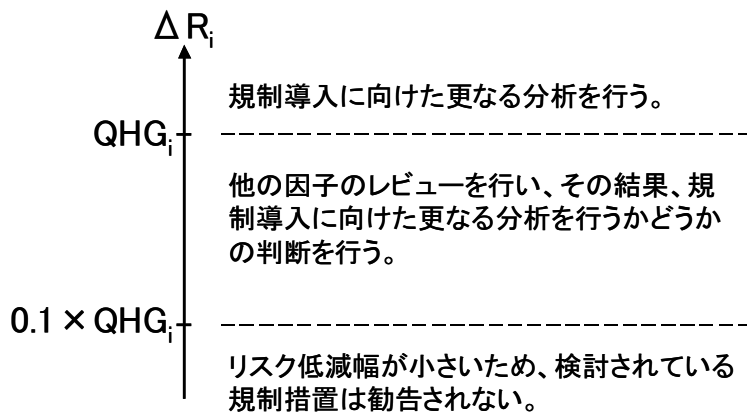 Δ Rᵢ
規制導入に向けた更なる分析を行う。
QHGᵢ
他の因子のレビューを行い、その結果、規
制導入に向けた更なる分析を行うかどうか
の判断を行う。
0.1 × QHGᵢ
リスク低減幅が小さいため、検討されている
規制措置は勧告されない。